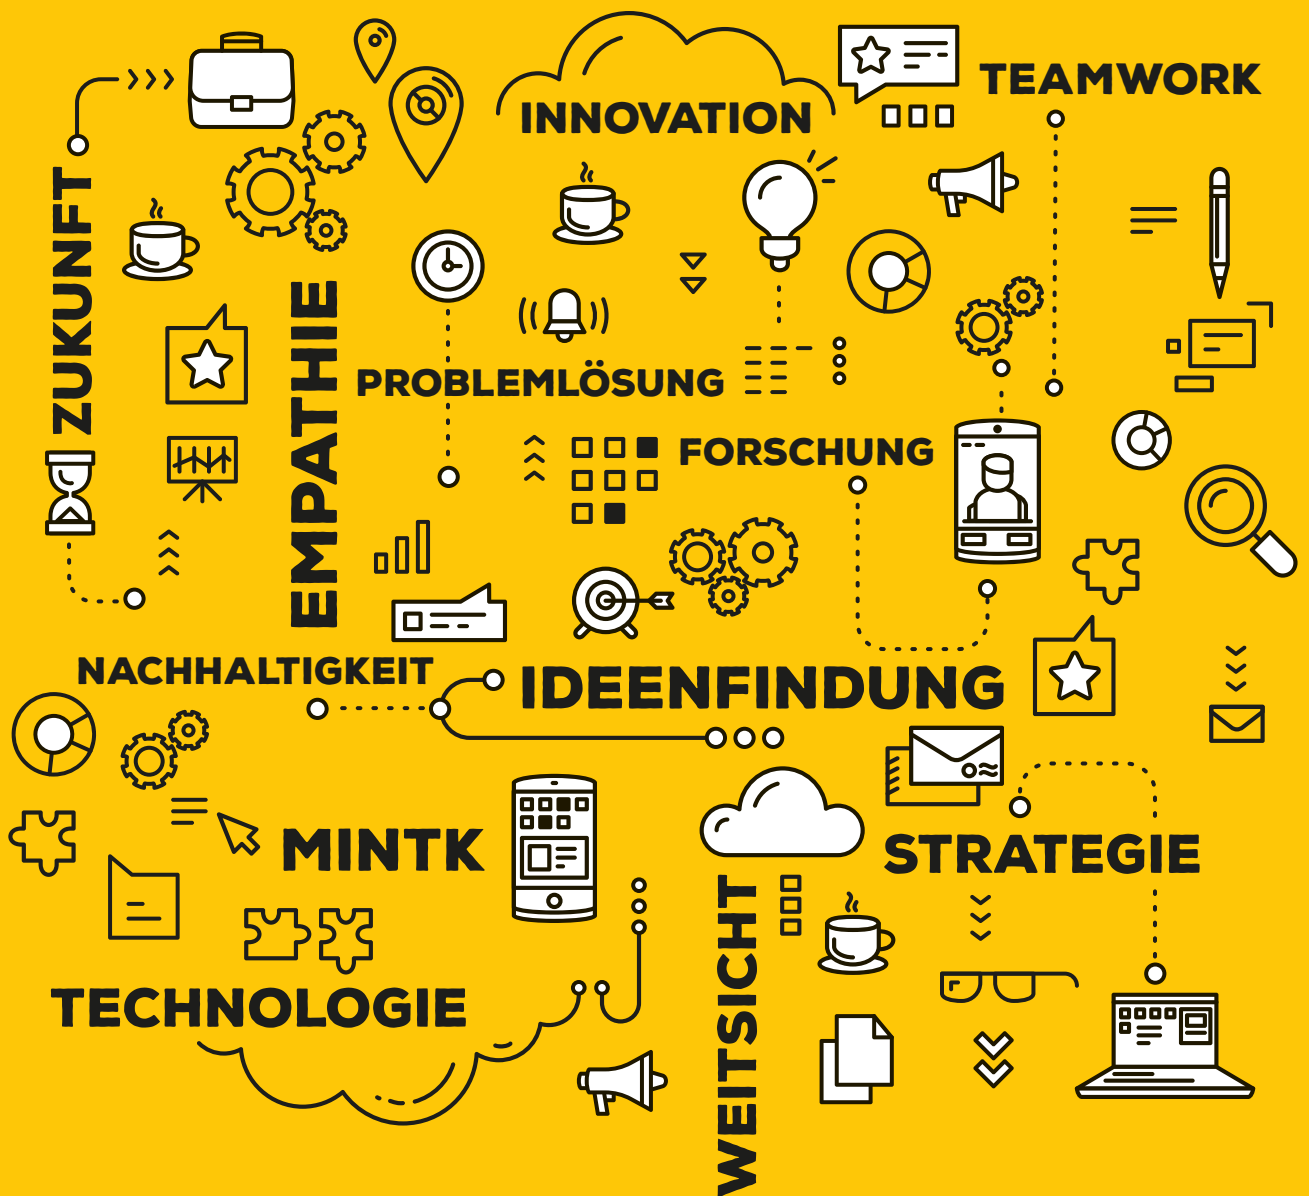 TEAMWORK
INNOVATION
ZUKUNFT
EMPATHIE
PROBLEMLÖSUNG
FORSCHUNG
NACHHALTIGKEIT
IDEENFINDUNG
MINTK
STRATEGIE
WEITSICHT
TECHNOLOGIE